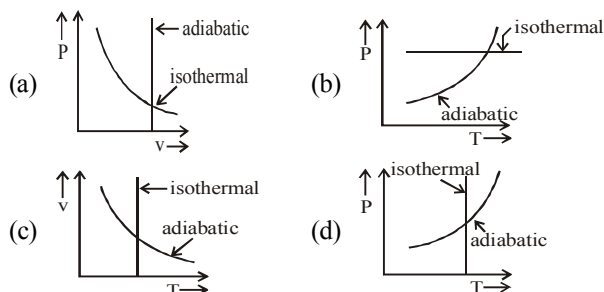 (a)
P
adiabatic
isothermal
v
(b)
P
isothermal
adiabatic
T
(c)
v
isothermal
adiabatic
T
(d)
P
isothermal
adiabatic
T